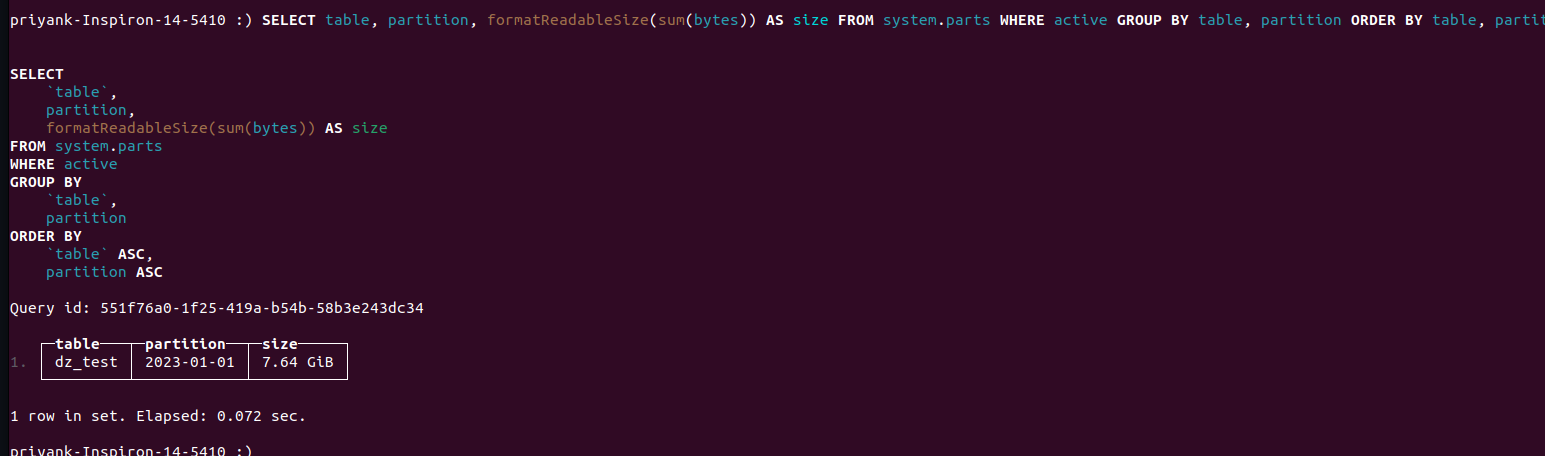 priyank-Inspiron-14-5410 :) SELECT table, partition, formatReadableSize(sum(bytes)) AS size FROM system.parts WHERE active GROUP BY table, partition ORDER BY table, partit
SELECT
`table`,
partition,
formatReadableSize(sum(bytes)) AS size
FROM system.parts
WHERE active
GROUP BY
`table`,
partition
ORDER BY
`table` ASC,
partition ASC
Query id: 551f76a0-1f25-419a-b54b-58b3e243dc34
table partition size
1. dz_test 2023-01-01 7.64 GiB
1 row in set. Elapsed: 0.072 sec.
priyank-Inspiron-14-5410 :)